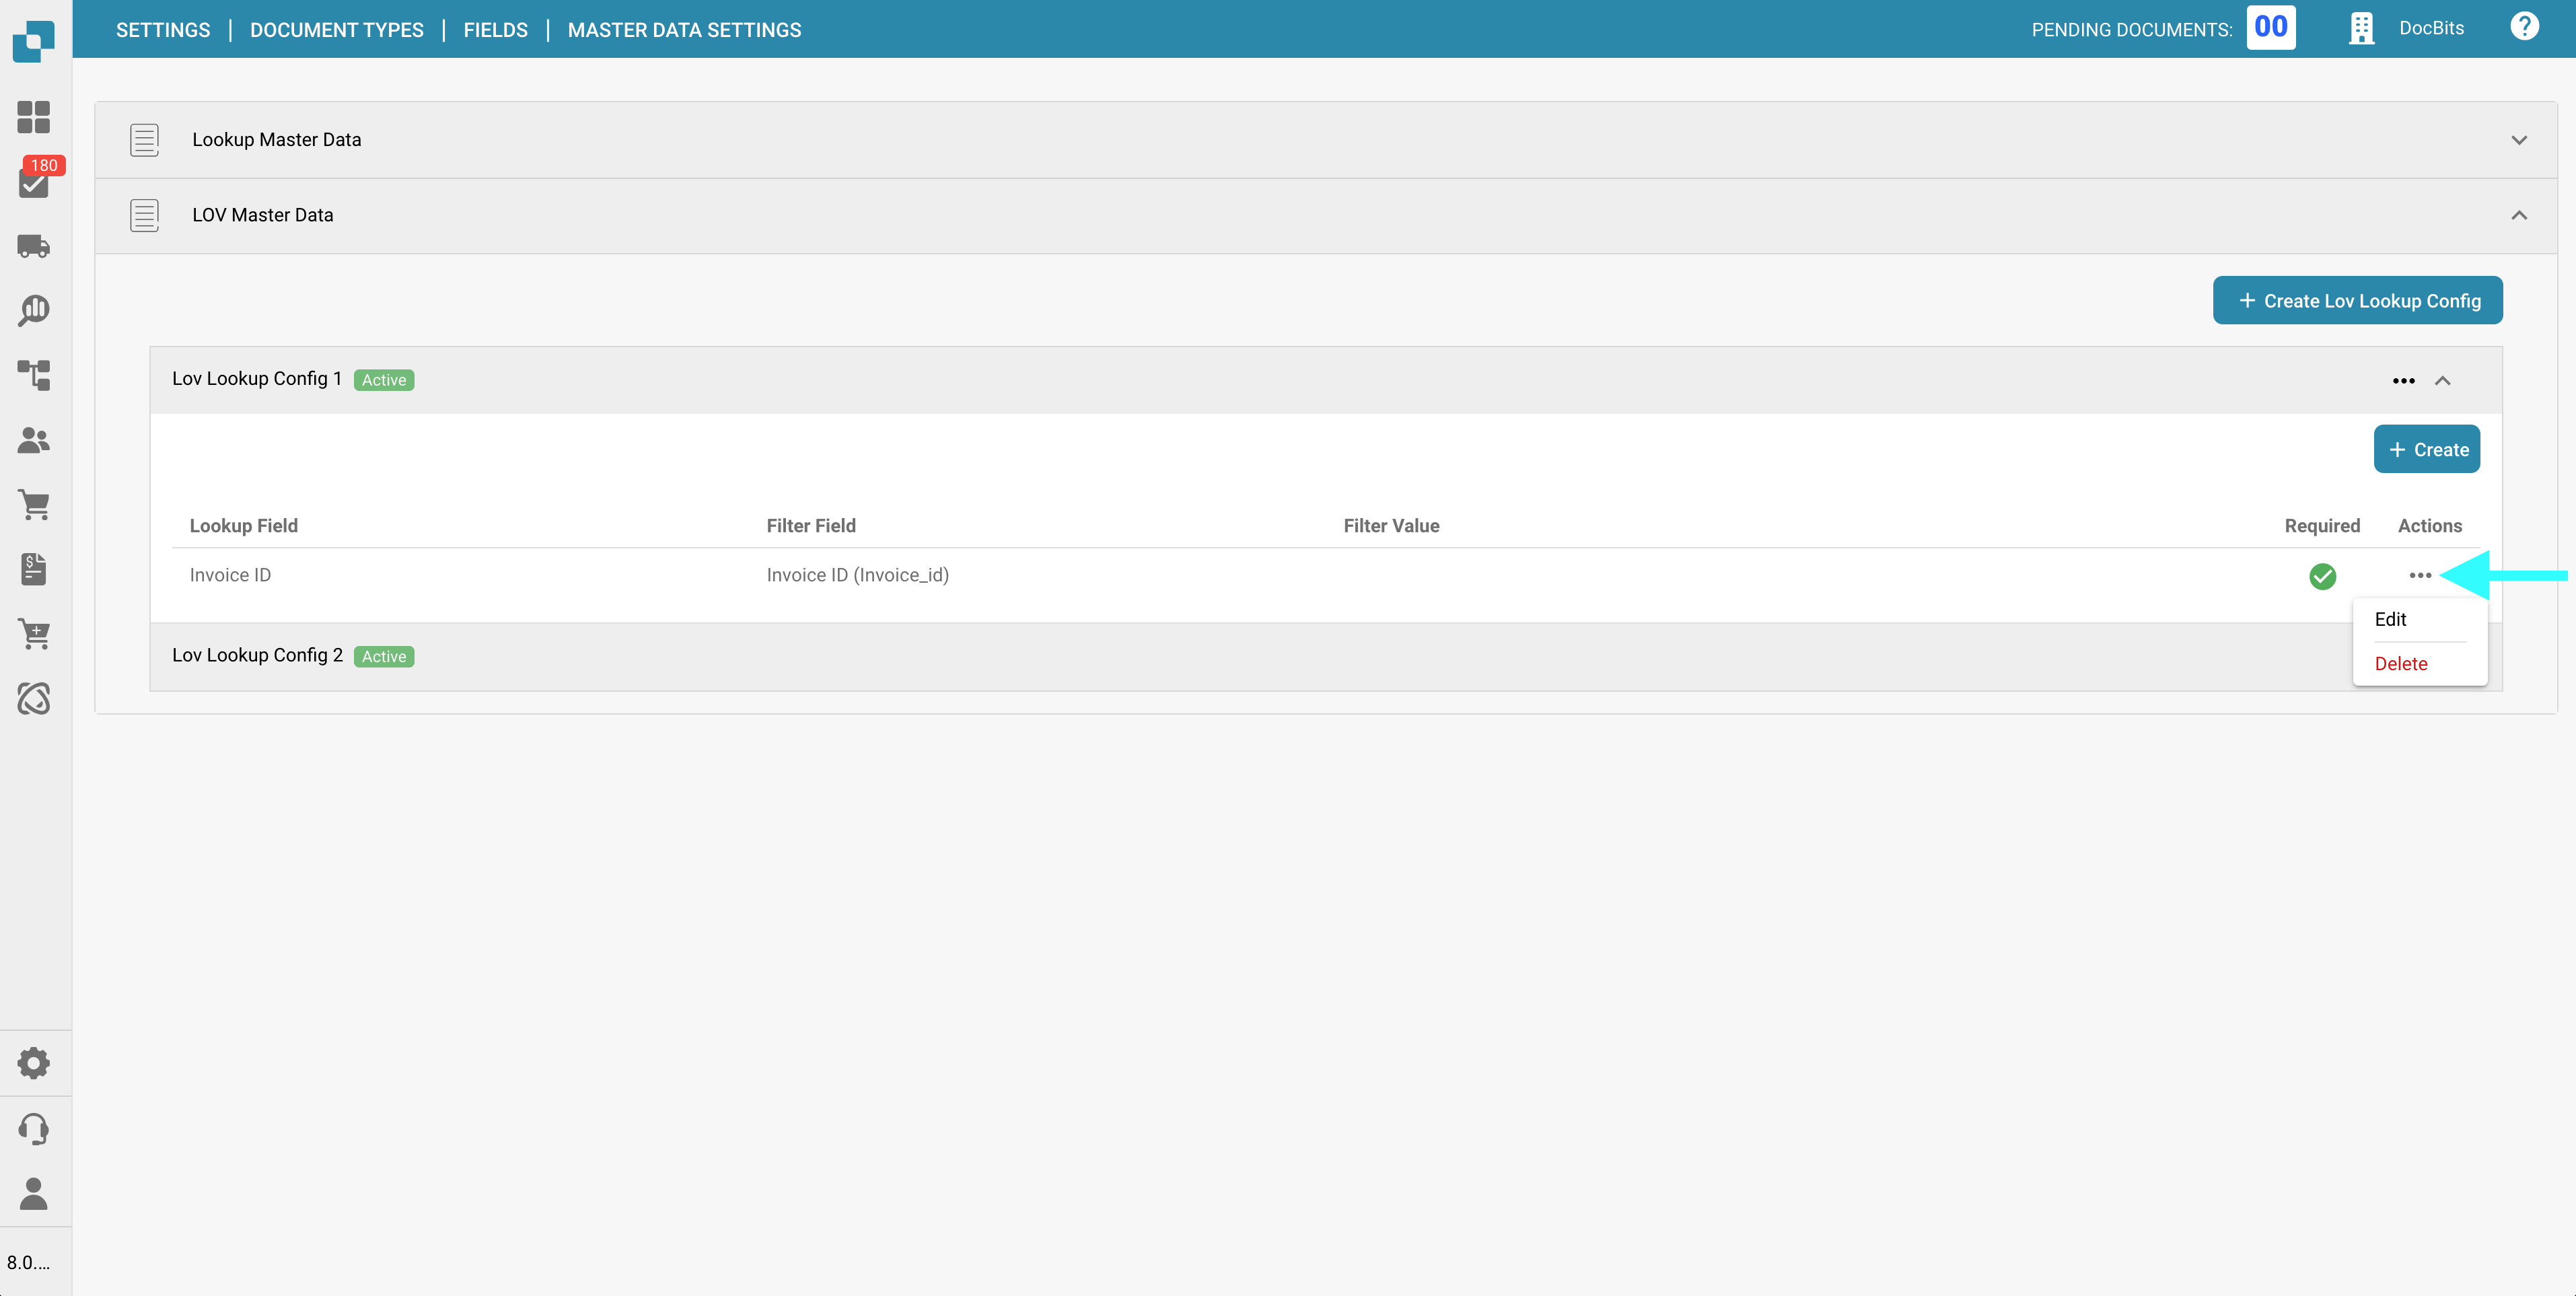 SETTINGS | DOCUMENT TYPES | FIELDS | MASTER DATA SETTINGS
PENDING DOCUMENTS: 00
DocBits
180
Lookup Master Data
LOV Master Data
+ Create Lov Lookup Config
Lov Lookup Config 1 Active
+ Create
Lookup Field Filter Field Filter Value Required Actions
Invoice ID Invoice ID (Invoice_id)
Edit
Lov Lookup Config 2 Active
Delete
8.0....